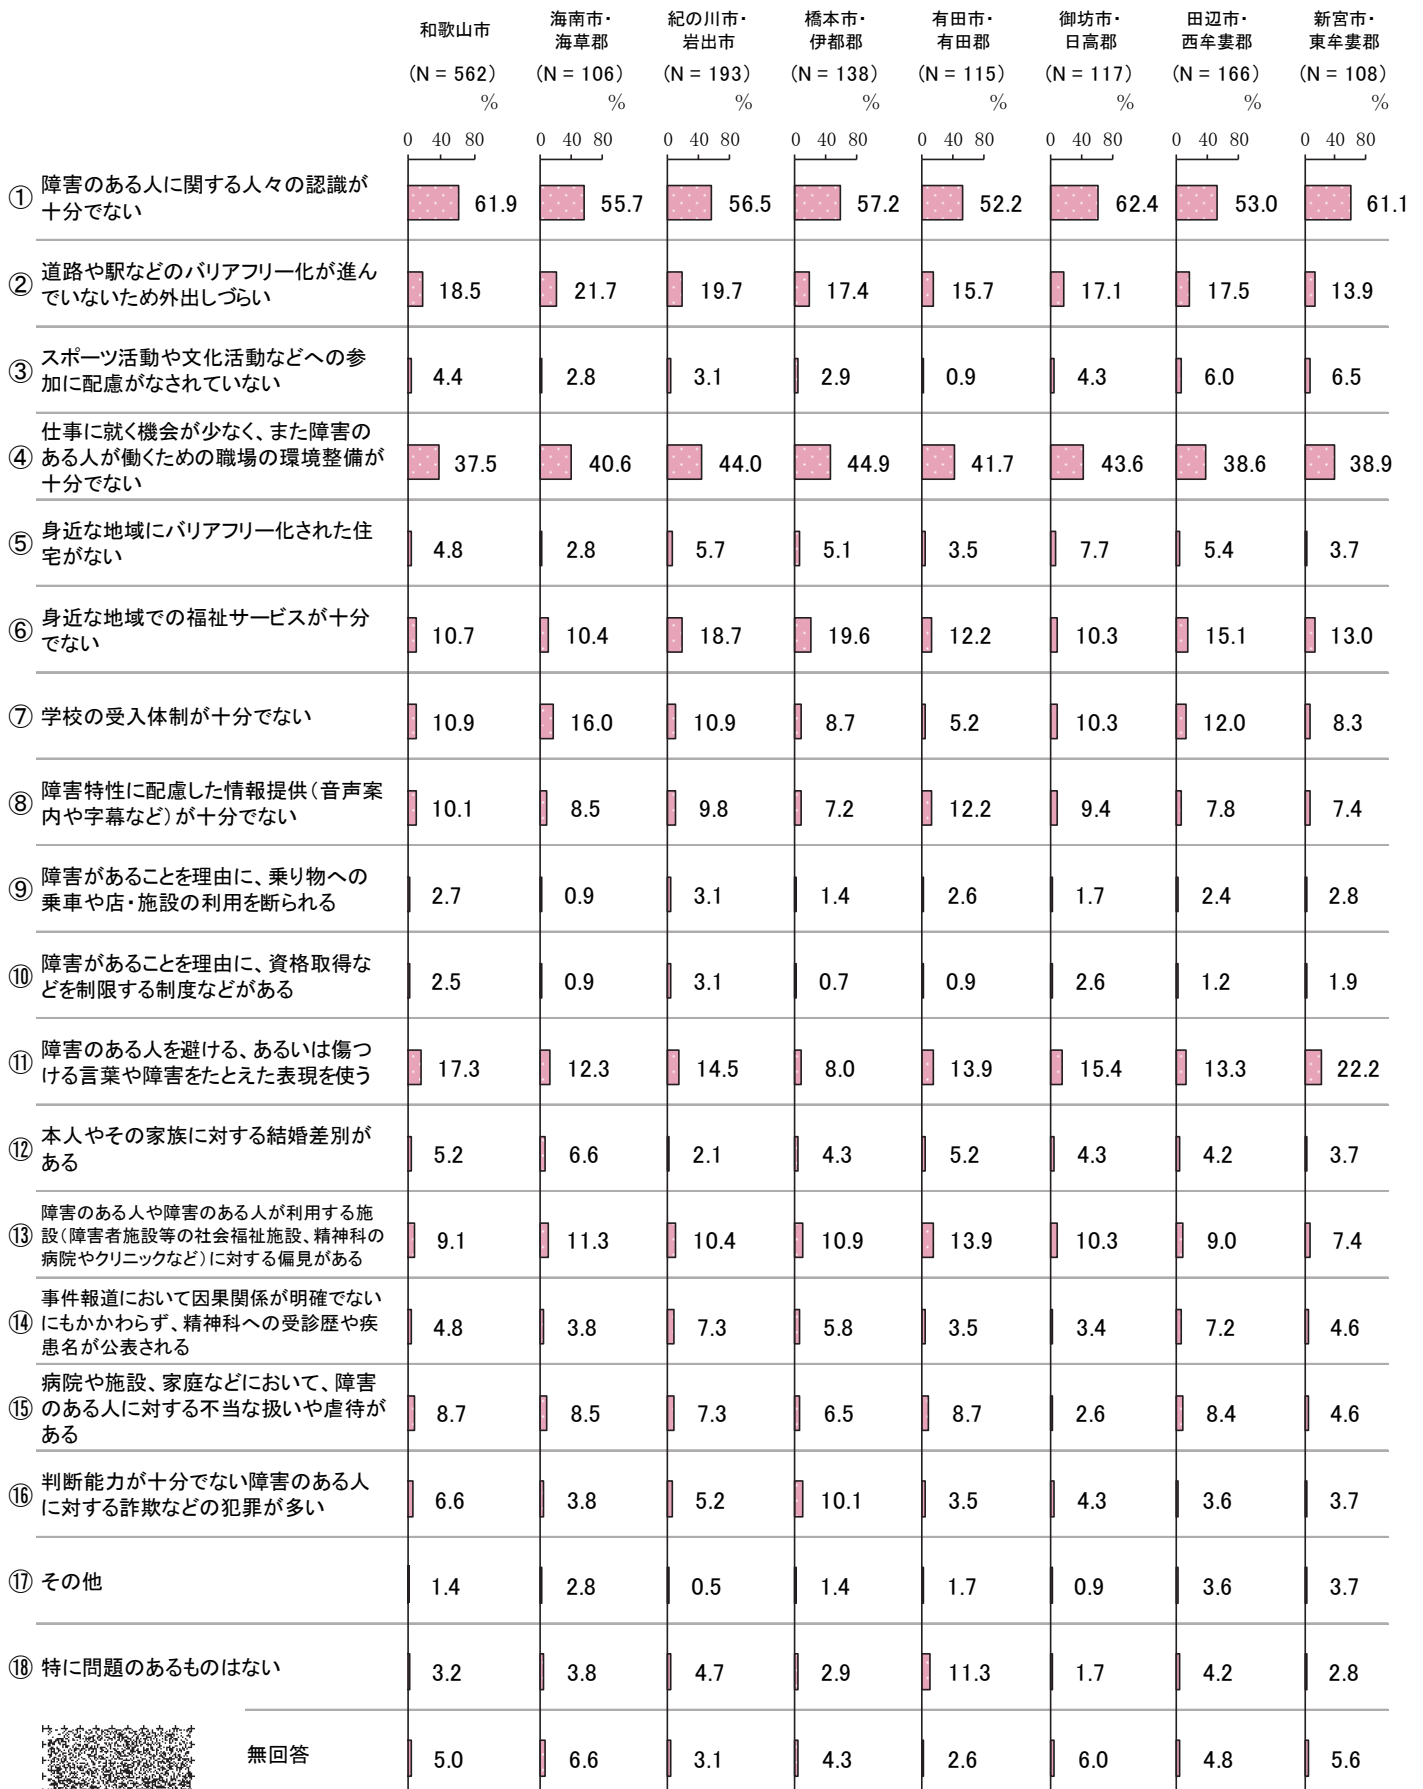 和歌山市 海南市・ 紀の川市・ 橋本市・ 有田市・ 御坊市・ 田辺市・ 新宮市・
海草郡 岩出市 伊都郡 有田郡 日高郡 西牟婁郡 東牟婁郡
(N = 562) (N = 106) (N = 193) (N = 138) (N = 115) (N = 117) (N = 166) (N = 108)
% % % % % % % %
0 40 80 0 40 80 0 40 80 0 40 80 0 40 80 0 40 80 0 40 80 0 40 80
① 障害のある人に関する人々の認識が
十分でない
61.9 55.7 56.5 57.2 52.2 62.4 53.0 61.1
② 道路や駅などのバリアフリー化が進ん
でいないため外出しづらい
18.5 21.7 19.7 17.4 15.7 17.1 17.5 13.9
③ スポーツ活動や文化活動などへの参
加に配慮がなされていない
4.4 2.8 3.1 2.9 0.9 4.3 6.0 6.5
④ 仕事に就く機会が少なく、また障害の
ある人が働くための職場の環境整備が
十分でない
37.5 40.6 44.0 44.9 41.7 43.6 38.6 38.9
⑤ 身近な地域にバリアフリー化された住
宅がない
4.8 2.8 5.7 5.1 3.5 7.7 5.4 3.7
⑥ 身近な地域での福祉サービスが十分
でない
10.7 10.4 18.7 19.6 12.2 10.3 15.1 13.0
⑦ 学校の受入体制が十分でない
10.9 16.0 10.9 8.7 5.2 10.3 12.0 8.3
⑧ 障害特性に配慮した情報提供(音声案
内や字幕など)が十分でない
10.1 8.5 9.8 7.2 12.2 9.4 7.8 7.4
⑨ 障害があることを理由に、乗り物への
乗車や店・施設の利用を断られる
2.7 0.9 3.1 1.4 2.6 1.7 2.4 2.8
⑩ 障害があることを理由に、資格取得な
どを制限する制度などがある
2.5 0.9 3.1 0.7 0.9 2.6 1.2 1.9
⑪ 障害のある人を避ける、あるいは傷つ
ける言葉や障害をたとえた表現を使う
17.3 12.3 14.5 8.0 13.9 15.4 13.3 22.2
⑫ 本人やその家族に対する結婚差別が
ある
5.2 6.6 2.1 4.3 5.2 4.3 4.2 3.7
⑬ 障害のある人や障害のある人が利用する施
設(障害者施設等の社会福祉施設、精神科の
病院やクリニックなど)に対する偏見がある
9.1 11.3 10.4 10.9 13.9 10.3 9.0 7.4
⑭ 事件報道において因果関係が明確でない
にもかかわらず、精神科への受診歴や疾
患名が公表される
4.8 3.8 7.3 5.8 3.5 3.4 7.2 4.6
⑮ 病院や施設、家庭などにおいて、障害
のある人に対する不当な扱いや虐待が
ある
8.7 8.5 7.3 6.5 8.7 2.6 8.4 4.6
⑯ 判断能力が十分でない障害のある人
に対する詐欺などの犯罪が多い
6.6 3.8 5.2 10.1 3.5 4.3 3.6 3.7
⑰ その他
1.4 2.8 0.5 1.4 1.7 0.9 3.6 3.7
⑱ 特に問題のあるものはない
3.2 3.8 4.7 2.9 11.3 1.7 4.2 2.8
無回答
5.0 6.6 3.1 4.3 2.6 6.0 4.8 5.6